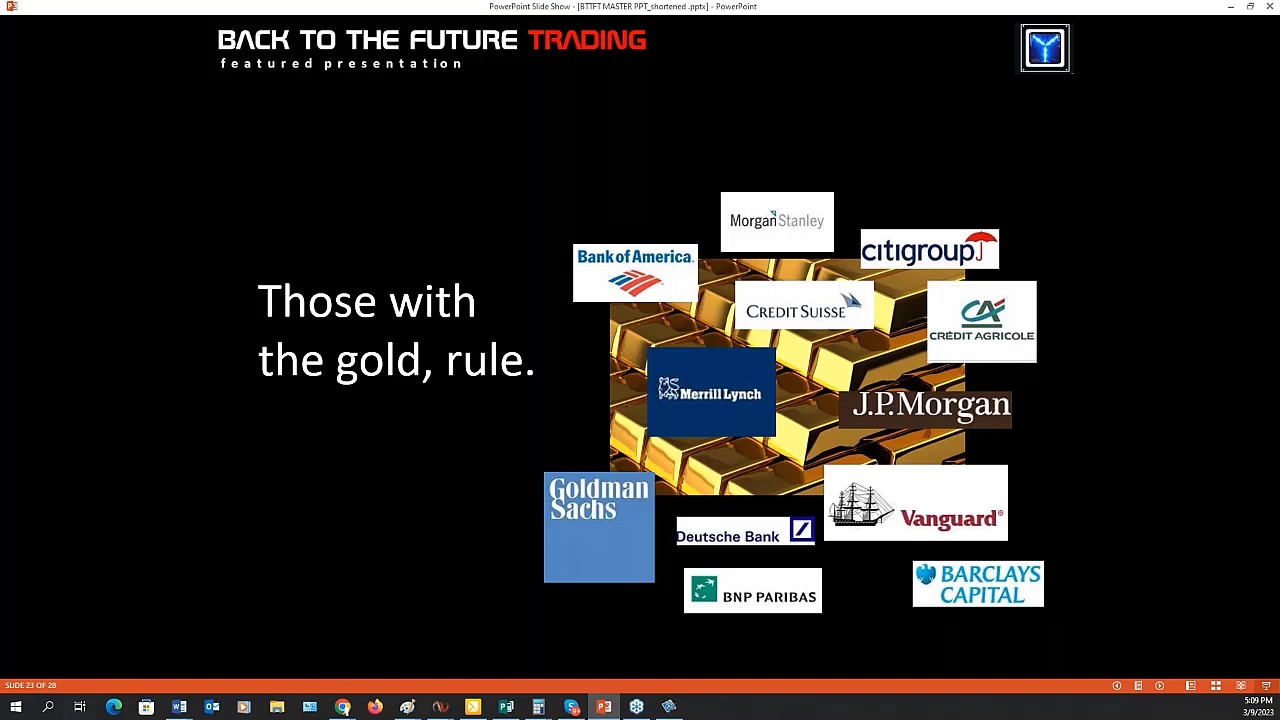 PowerPoint Slide Show - [BTTFT MASTER PPT_shortened .pptx] - PowerPoint
BACK TO THE FUTURE TRADING
featured presentation
Morgan Stanley
citigroup
Bank of America.
CREDIT SUISSE
CA
CRÉDIT AGRICOLE
Those with
the gold, rule.
Merrill Lynch
J.P.Morgan
Goldman
Sachs
Vanguard®
Deutsche Bank
BARCLAYS
CAPITAL
BNP PARIBAS
SLIDE 23 OF 28
5:09 PM
3/9/2023